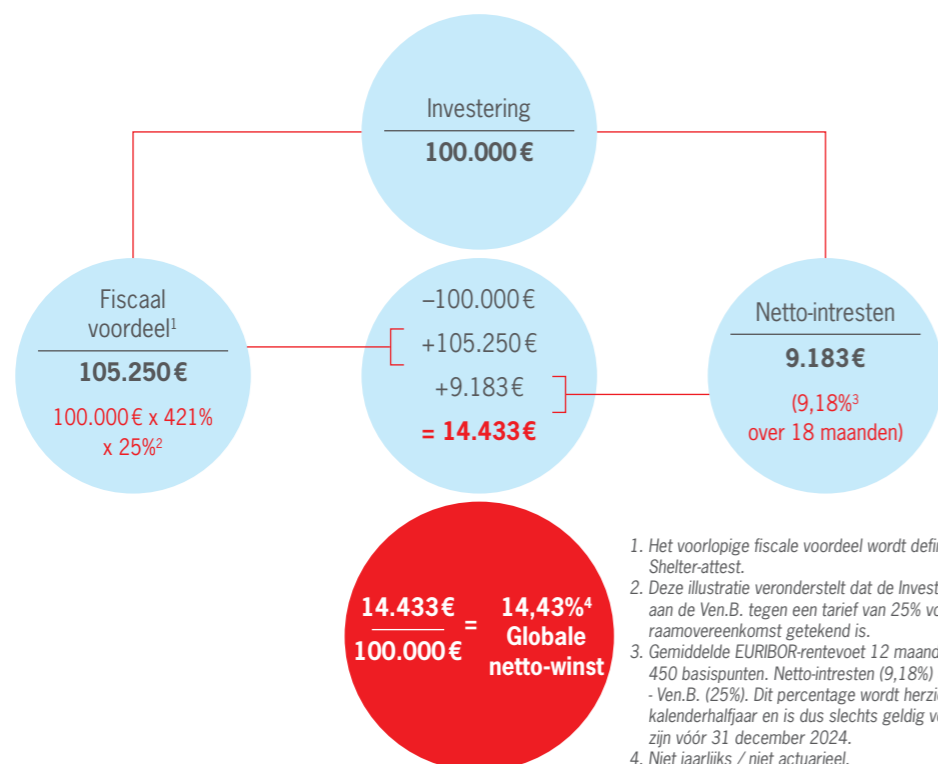 Investering
100.000 €
Fiscaal
voordeel¹
105.250 €
100.000 € x 421%
x 25%²
–100.000 €
+105.250 €
+9.183 €
= 14.433 €
Netto-intresten
9.183 €
(9,18%³
over 18 maanden)
14.433 €
100.000 €
=
14,43%⁴
Globale
netto-winst
1. Het voorlopige fiscale voordeel wordt
Shelter-attest.
2. Deze illustratie veronderstelt dat de
aan de Ven.B. tegen een tarief van 25%
raamovereenkomst getekend is.
3. Gemiddelde EURIBOR-rentevoet 12
450 basispunten. Netto-intresten (9,18%)
- Ven.B. (25%). Dit percentage wordt
kalenderhalfjaar en is dus slechts geldig
zijn vóór 31 december 2024.
4. Niet jaarlijks / niet actuarieel.